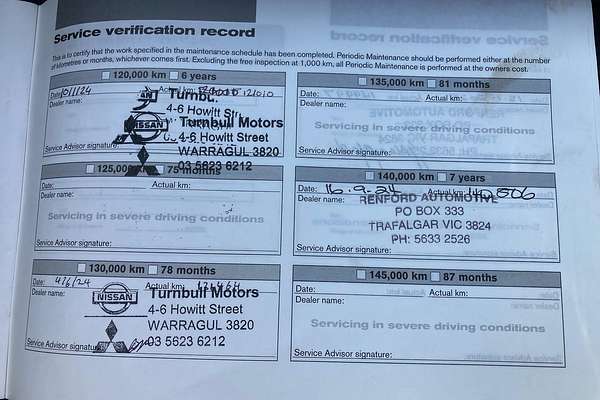 Service verification record
This is to certify that the work specified in the maintenance schedule has been completed. Periodic Maintenance should be performed either at the number
of kilometres or months, whichever comes first. Excluding the free inspection at 1,000 km, all Periodic Maintenance is performed at the owners cost.
120,000 km 6 years
Date: 10/1/24 Actual km:
Dealer name:
4-6 Howitt
NISSAN Turnbull Motors
4-6 Howitt Street
WARRAGUL 3820
03 5623 6212
Service Advisor signature:
125,000 75 months
Actual km:
Dealer name:
Servicing in severe driving conditions
Service Advisor signature:
130,000 km 78 months
Date: 4/6/24 Actual km:
Dealer name:
NISSAN Turnbull Motors
4-6 Howitt Street
WARRAGUL 3820
03 5623 6212
Service Advisor signature
135,000 km 81 months
Date: Actual km:
Dealer name:
Servicing in severe driving conditions
Service Advisor signature:
140,000 km 7 years
Date: 16-9-24 Actual km: 140806
Dealer name: RENFORD AUTOMOTIVE
PO BOX 333
TRAFALGAR VIC 3824
PH: 5633 2526
Service Advisor signature:
145,000 km 87 months
Date: Actual km:
Dealer name:
Servicing in severe driving conditions
Service Advisor signature: